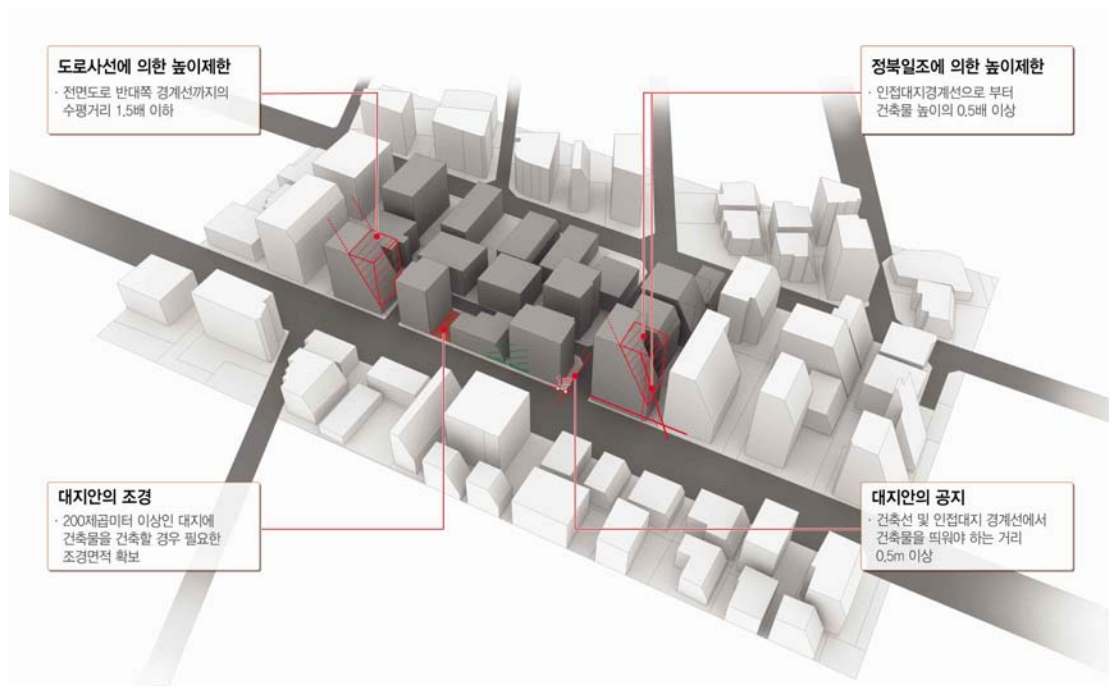 도로사선에 의한 높이제한
· 전면도로 반대쪽 경계선까지의
수평거리 1.5배 이하
정북일조에 의한 높이제한
· 인접대지경계선으로 부터
건축물 높이의 0.5배 이상
대지안의 조경
· 200제곱미터 이상인 대지에
건축물을 건축할 경우 필요한
조경면적 확보
대지안의 공지
· 건축선 및 인접대지 경계선에서
건축물을 띄워야 하는 거리
0.5m 이상